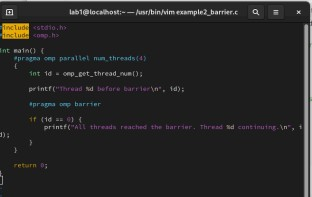 lab1@localhost:~ — /usr/bin/vim example2_barrier.c
#include <stdio.h>
#include <omp.h>
int main() {
#pragma omp parallel num_threads(4)
{
int id = omp_get_thread_num();
printf("Thread %d before barrier\n", id);
#pragma omp barrier
if (id == 0) {
printf("All threads reached the barrier. Thread %d continuing.\n", i
d);
}
}
return 0;
}